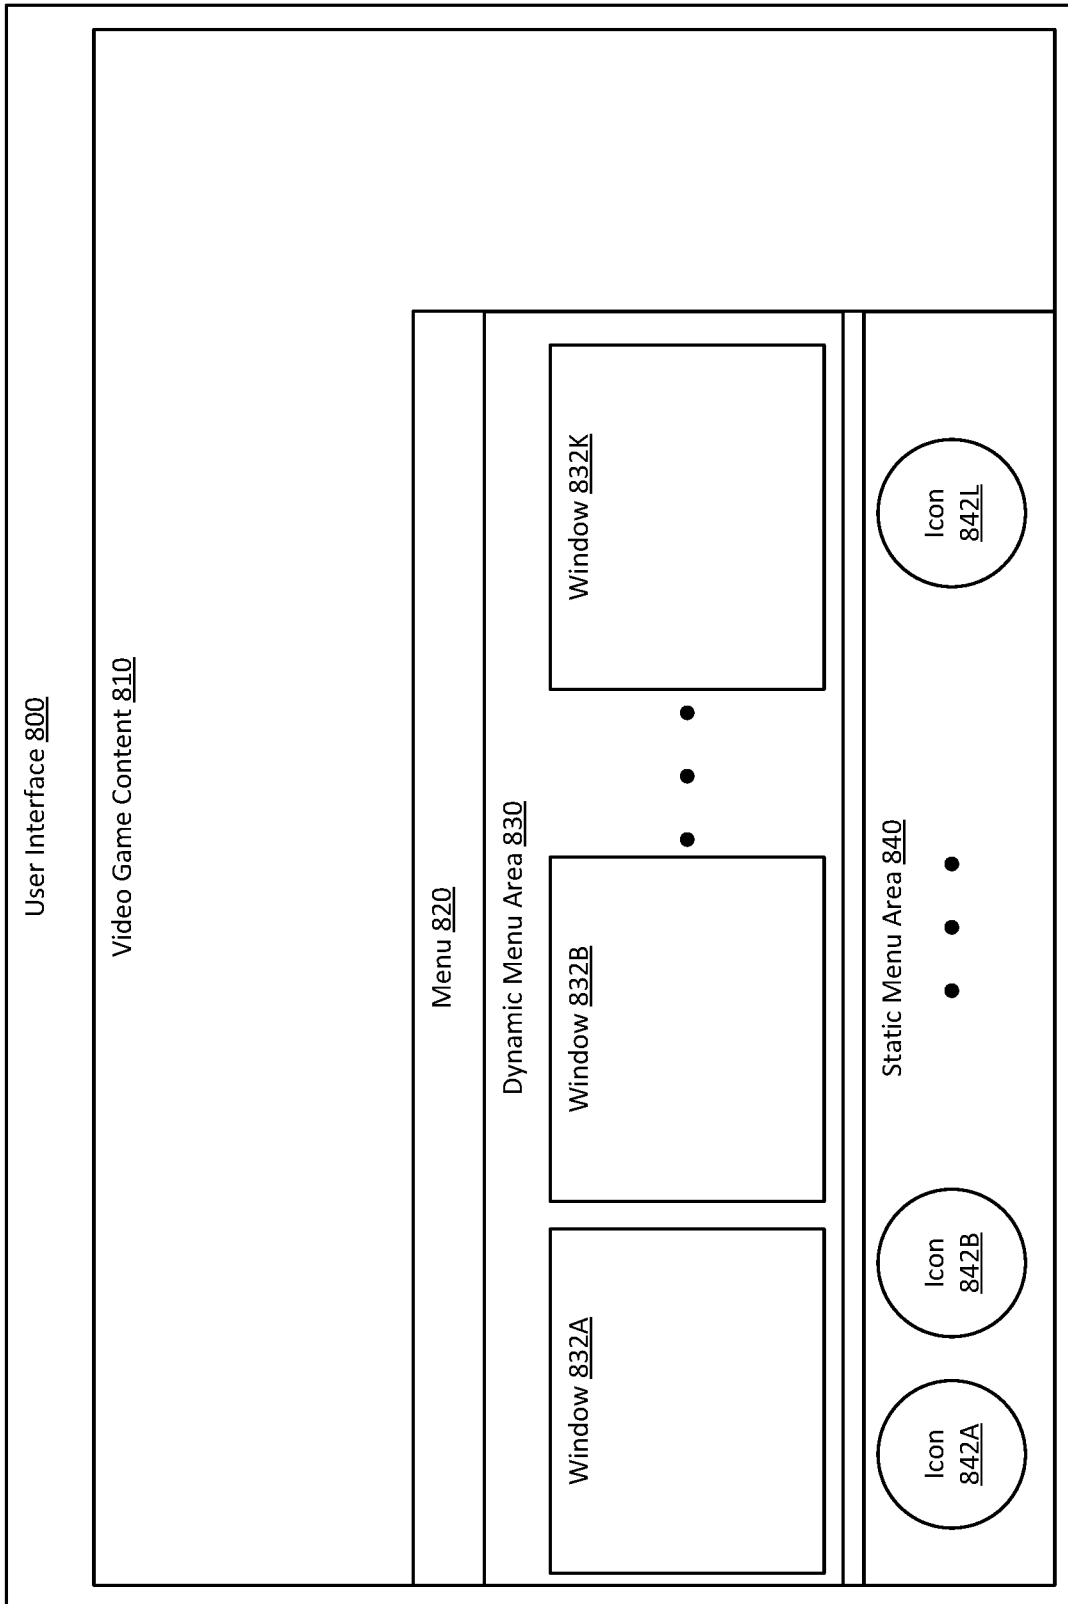 User Interface 800
Video Game Content 810
Menu 820
Dynamic Menu Area 830
Window 832A
Window 832B
Window 832K
Static Menu Area 840
Icon
842A
Icon
842B
Icon
842L